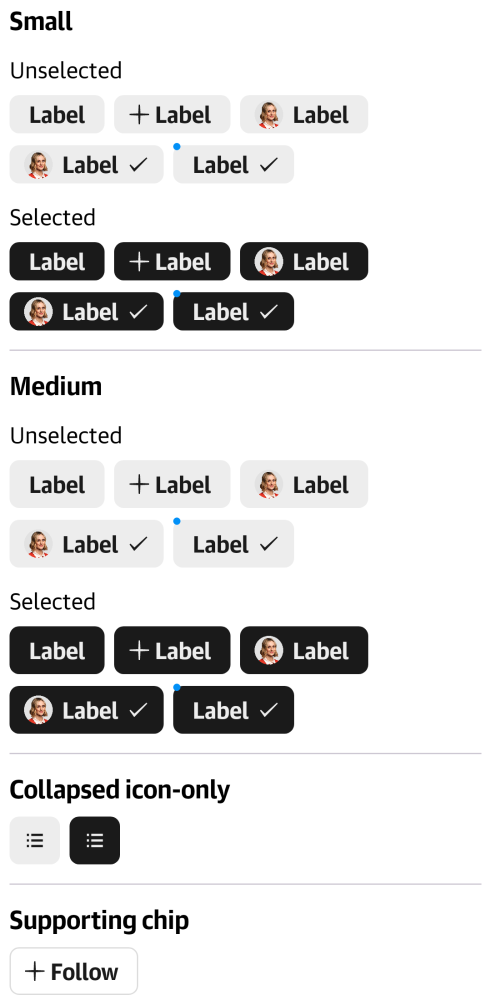 Small
Unselected
Label + Label Label
Label Label
Selected
Label + Label Label
Label Label
Medium
Unselected
Label + Label Label
Label Label
Selected
Label + Label Label
Label Label
Collapsed icon-only
Supporting chip
+ Follow